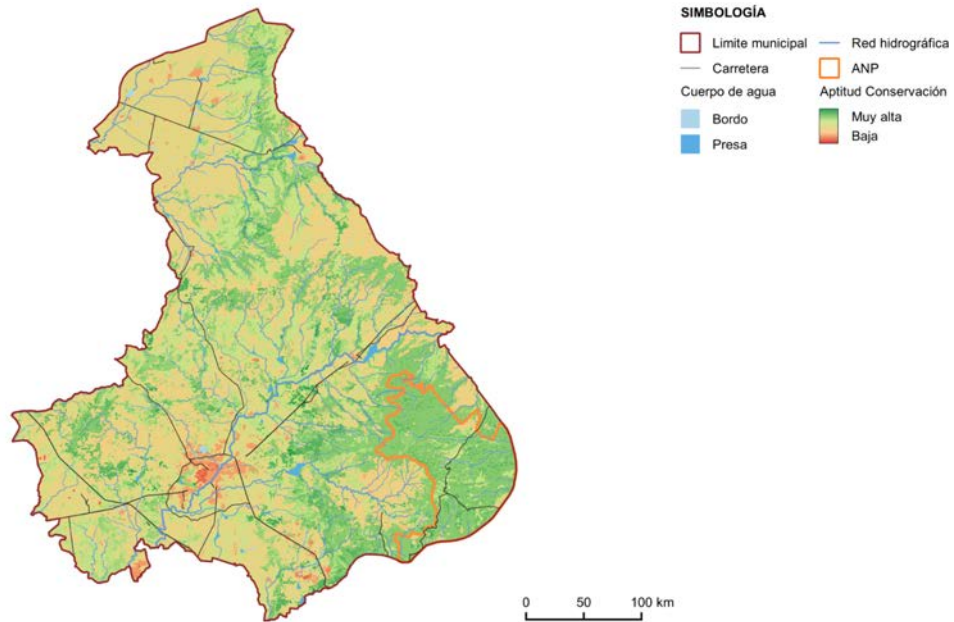 SIMBOLOGÍA
Limite municipal
Red hidrográfica
Carretera
ANP
Cuerpo de agua
Aptitud Conservación
Bordo
Muy alta
Presa
Baja
0 50 100 km